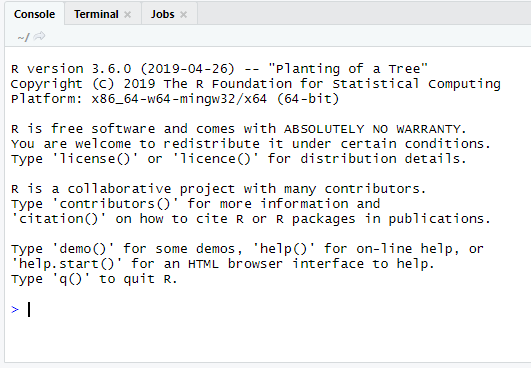 Console Terminal × Jobs ×
~/
R version 3.6.0 (2019-04-26) -- "Planting of a Tree"
Copyright (C) 2019 The R Foundation for Statistical Computing
Platform: x86_64-w64-mingw32/x64 (64-bit)
R is free software and comes with ABSOLUTELY NO WARRANTY.
You are welcome to redistribute it under certain conditions.
Type 'license()' or 'licence()' for distribution details.
R is a collaborative project with many contributors.
Type 'contributors()' for more information and
'citation()' on how to cite R or R packages in publications.
Type 'demo()' for some demos, 'help()' for on-line help, or
'help.start()' for an HTML browser interface to help.
Type 'q()' to quit R.
>